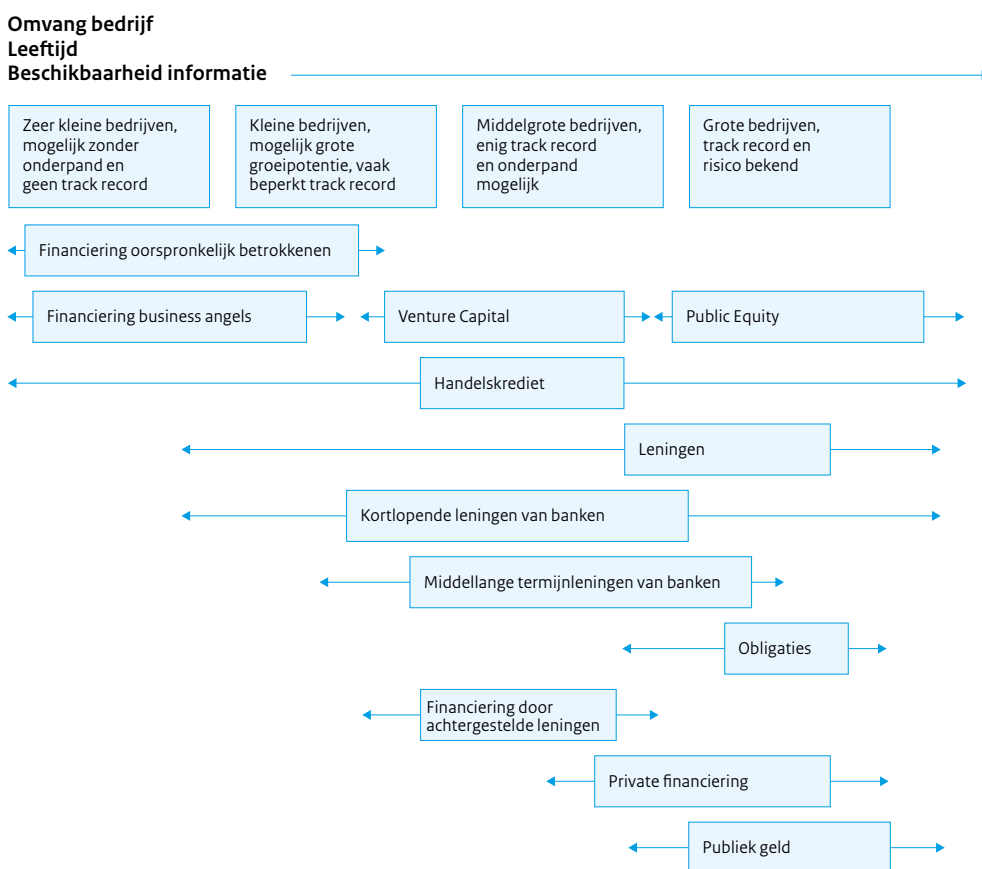 Omvang bedrijf
Leeftijd
Beschikbaarheid informatie
Zeer kleine bedrijven,
mogelijk zonder
onderpand en
geen track record
Kleine bedrijven,
mogelijk grote
groeipotentie, vaak
beperkt track record
Middelgrote bedrijven,
enig track record
en onderpand
mogelijk
Grote bedrijven,
track record en
risico bekend
Financiering oorspronkelijk betrokkenen
Financiering business angels
Venture Capital
Public Equity
Handelskrediet
Leningen
Kortlopende leningen van banken
Middellange termijnleningen van banken
Obligaties
Financiering door
achtergestelde leningen
Private financiering
Publiek geld